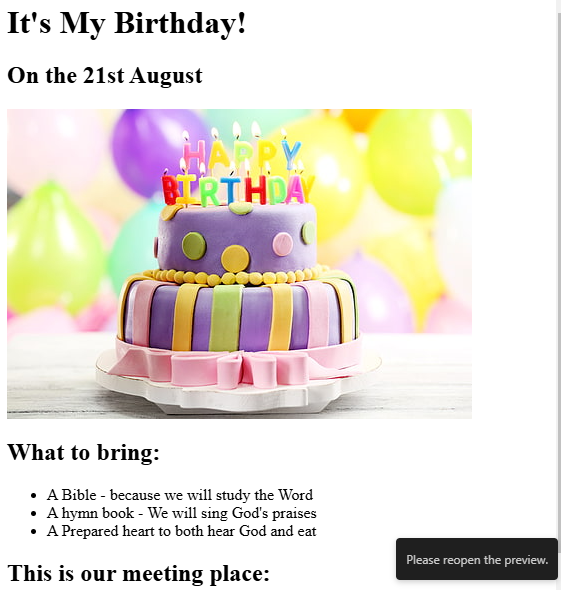 It's My Birthday!
On the 21st August
HAPPY
BIRTHDAY
What to bring:
A Bible - because we will study the Word
A hymn book - We will sing God's praises
A Prepared heart to both hear God and eat
Please reopen the preview.
This is our meeting place: